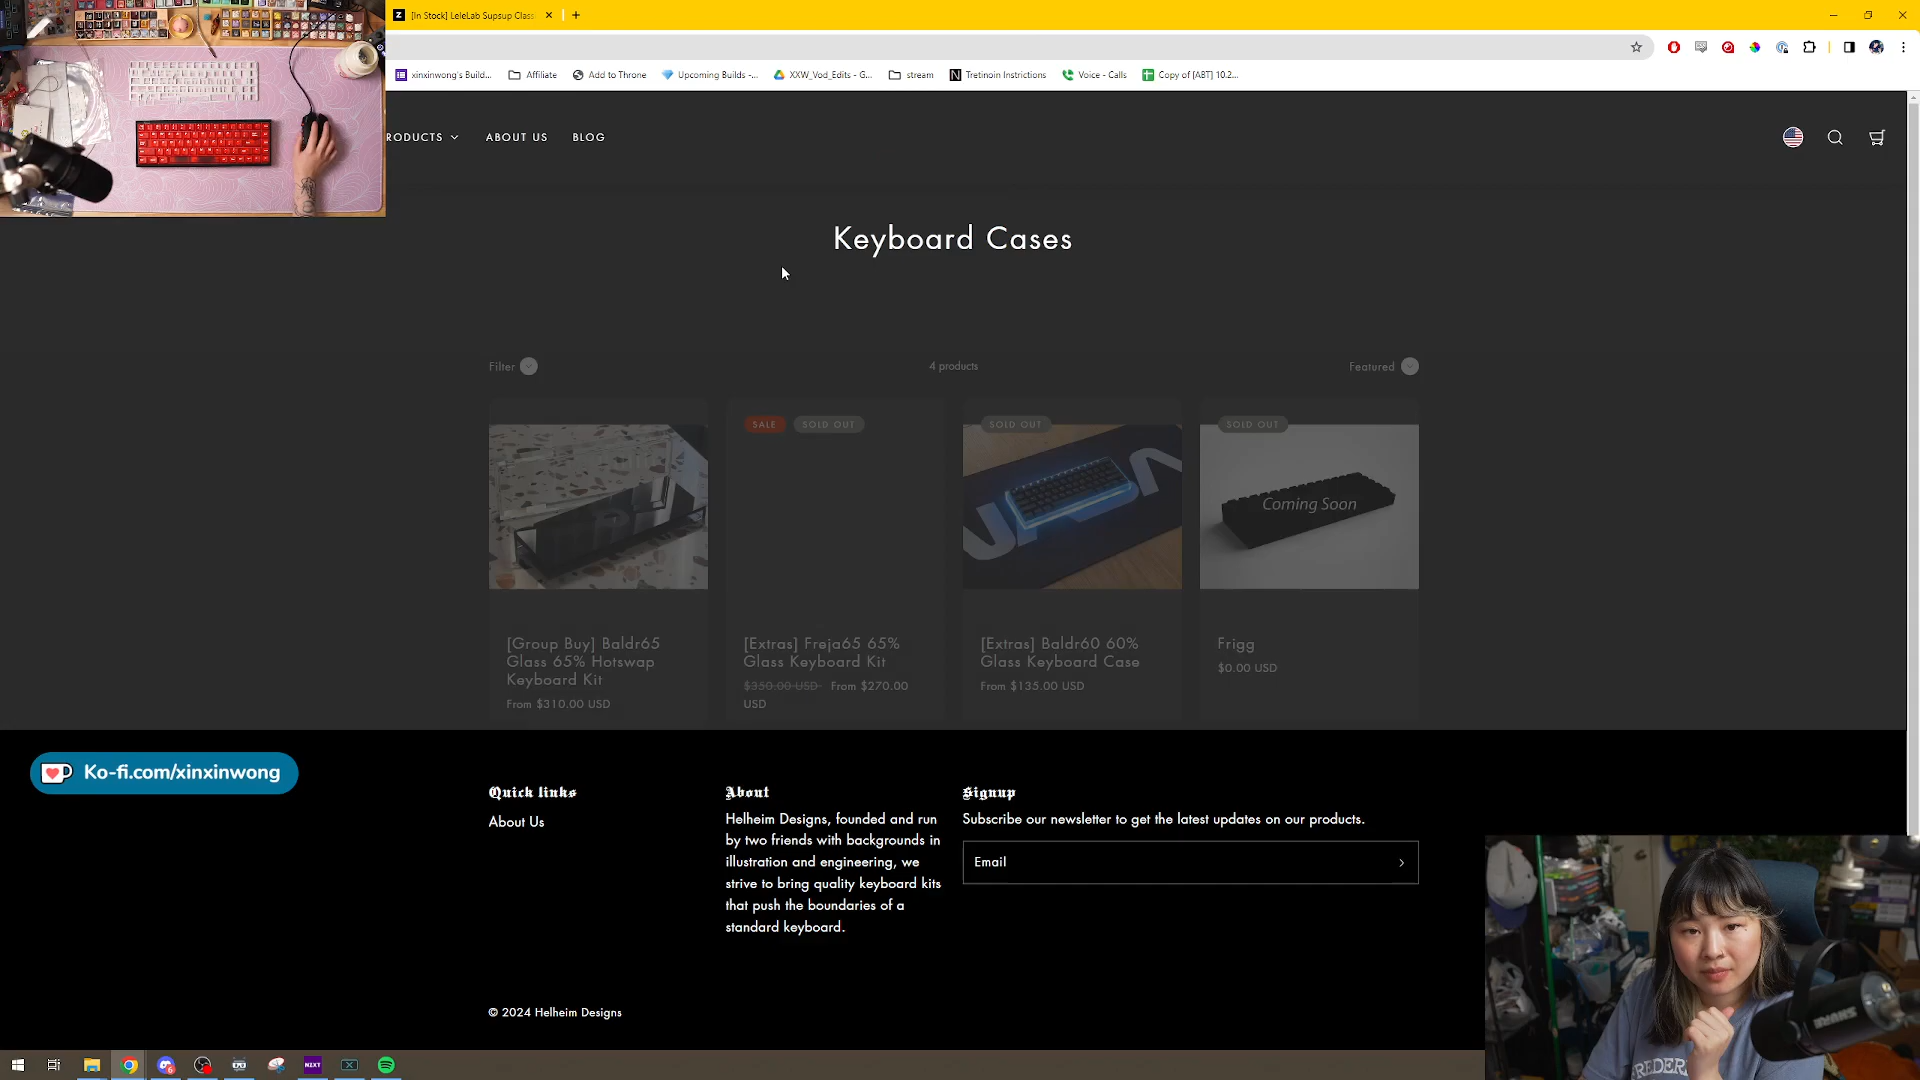 [In Stock] LeleLab Supsup Class
xinxinwong's Build...
Affiliate
Add to Throne
Upcoming Builds -...
XXW_Vod_Edits - G...
stream
Tretinoin Instrictions
Voice - Calls
Copy of [ABT] 10.2...
RODUCTS
ABOUT US
BLOG
Keyboard Cases
Filter
4 products
Featured
SALE
SOLD OUT
SOLD OUT
SOLD OUT
Coming Soon
[Group Buy] Baldr65
Glass 65% Hotswap
Keyboard Kit
From $310.00 USD
[Extras] Freja65 65%
Glass Keyboard Kit
$350.00 USD From $270.00
USD
[Extras] Baldr60 60%
Glass Keyboard Case
From $135.00 USD
Frigg
$0.00 USD
Ko-fi.com/xinxinwong
Quick links
About Us
About
Helheim Designs, founded and run
by two friends with backgrounds in
illustration and engineering, we
strive to bring quality keyboard kits
that push the boundaries of a
standard keyboard.
Signup
Subscribe our newsletter to get the latest updates on our products.
Email
© 2024 Helheim Designs
NZXT
SHURE